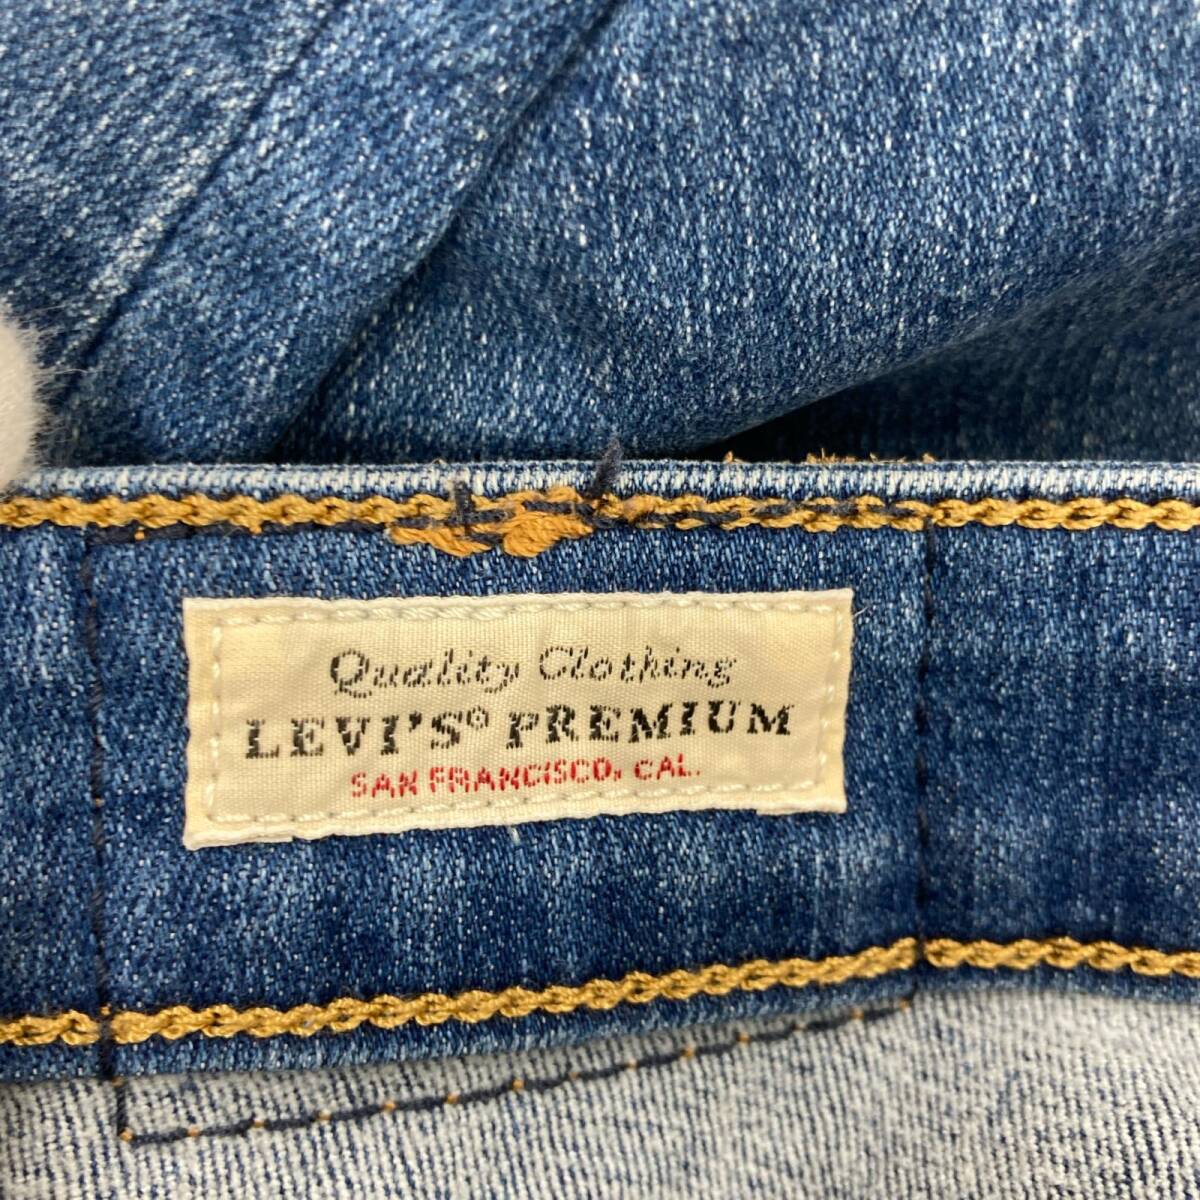 Quality Clothing
LEVI'S® PREMIUM
SAN FRANCISCO, CAL.